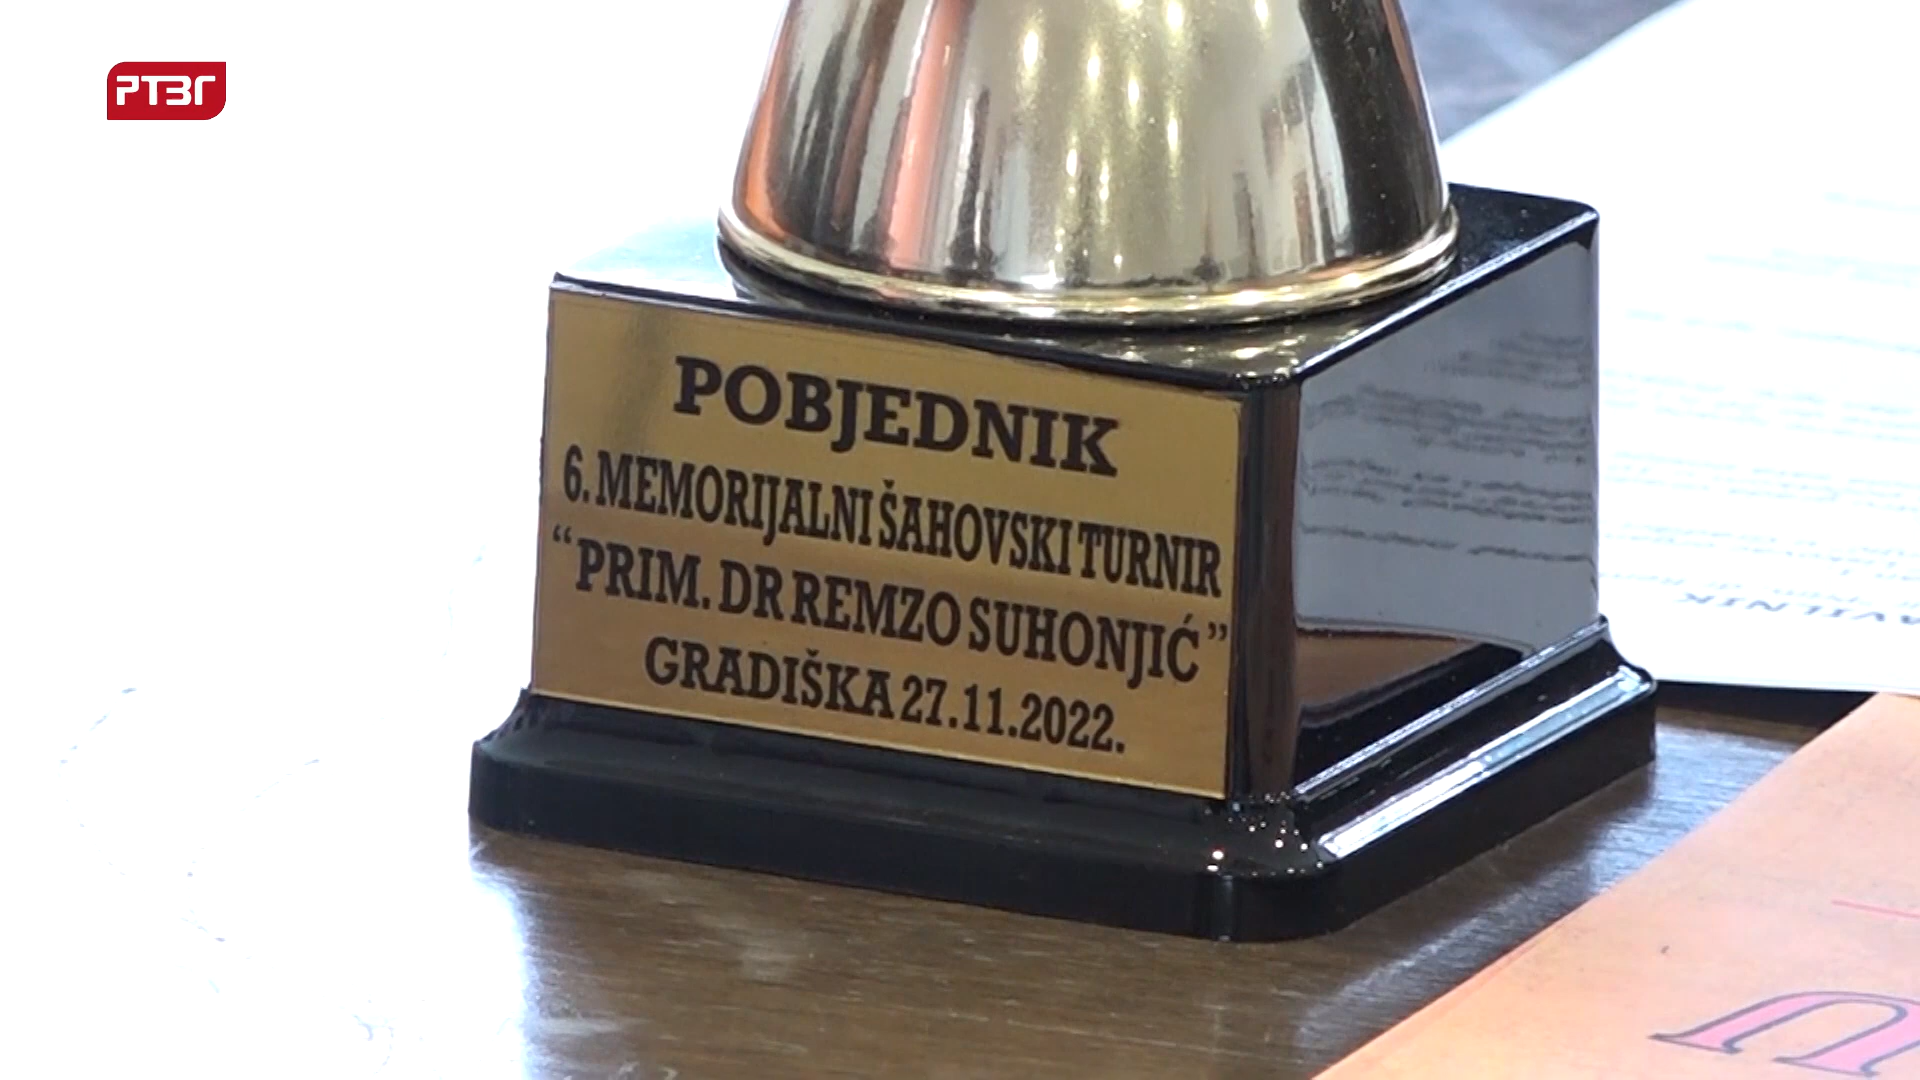 РТВГ
POBJEDNIK
6. MEMORIJALNI ŠAHOVSKI TURNIR
“PRIM. DR REMZO SUHONJIĆ”
GRADIŠKA 27.11.2022.